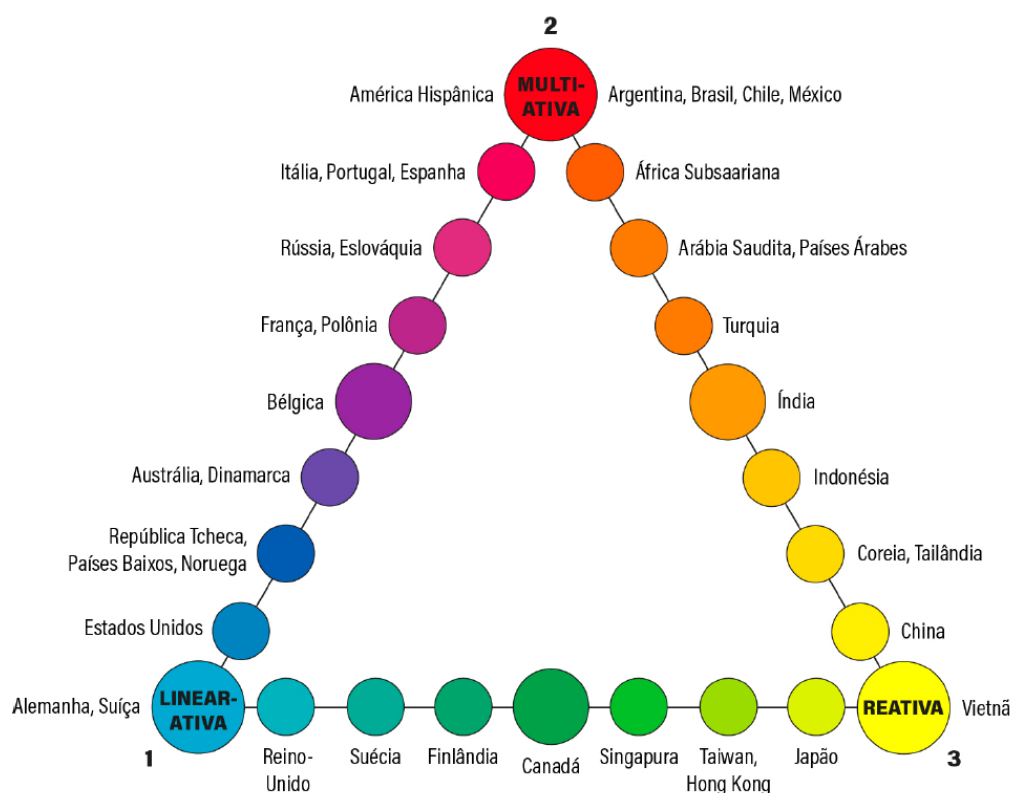 2
América Hispânica
MULTI-
ATIVA
Argentina, Brasil, Chile, México
Itália, Portugal, Espanha
África Subsaariana
Rússia, Eslováquia
Arábia Saudita, Países Árabes
França, Polônia
Turquia
Bélgica
Índia
Austrália, Dinamarca
Indonésia
República Tcheca,
Países Baixos, Noruega
Coreia, Tailândia
Estados Unidos
China
Alemanha, Suíça
LINEAR-
ATIVA
REATIVA
Vietnã
1
Reino-
Unido
Suécia
Finlândia
Canadá
Singapura
Taiwan,
Hong Kong
Japão
3